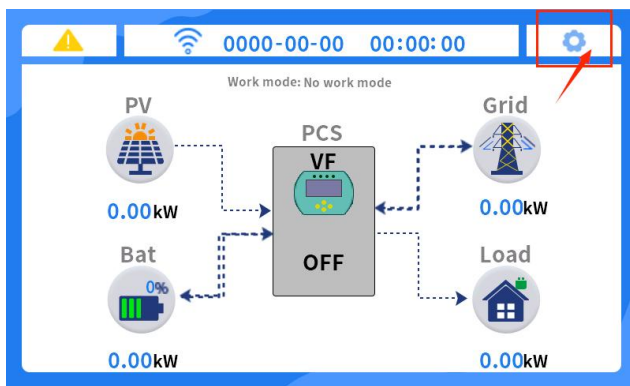 0000-00-00 00:00:00
Work mode: No work mode
PV
Grid
PCS
VF
0.00kW
0.00kW
Bat
Load
0%
OFF
0.00kW
0.00kW